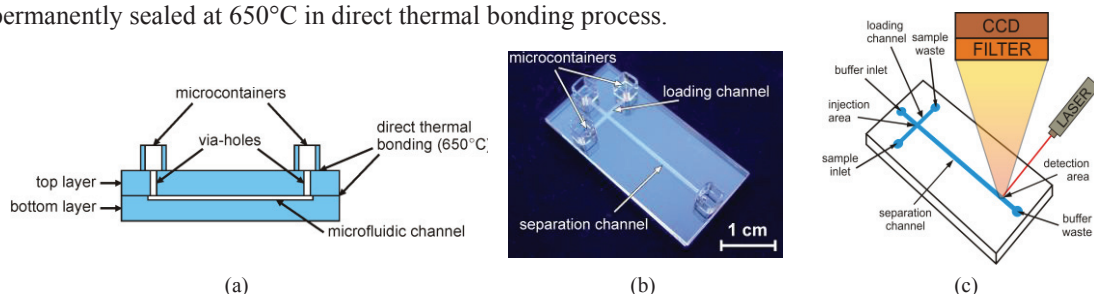 permanently sealed at 650°C in direct thermal bonding process.
microcontainers
via-holes
direct thermal
bonding (650°C)
top layer
bottom layer
microfluidic channel
(a)
microcontainers
loading channel
separation channel
1 cm
(b)
CCD
FILTER
LASER
loading
channel
sample
waste
buffer inlet
injection
area
sample
inlet
separation
channel
detection
area
buffer
waste
(c)